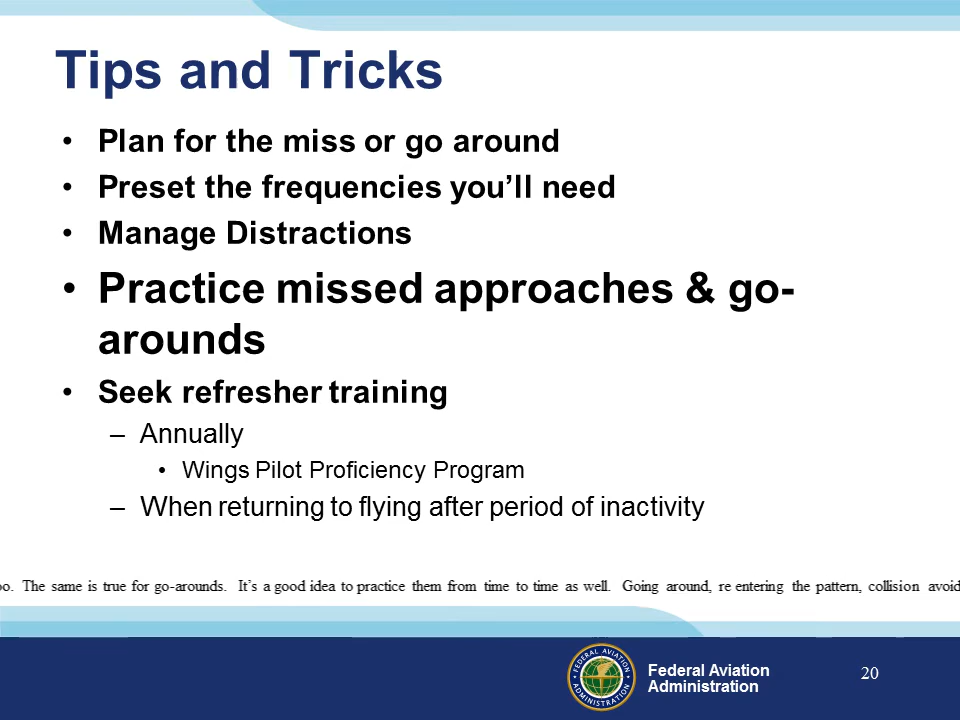 Tips and Tricks
• Plan for the miss or go around
• Preset the frequencies you’ll need
• Manage Distractions
• Practice missed approaches & go-
arounds
• Seek refresher training
– Annually
• Wings Pilot Proficiency Program
– When returning to flying after period of inactivity
The same is true for go-arounds. It’s a good idea to practice them from time to time as well. Going around, re entering the pattern, collision
FEDERAL AVIATION
ADMINISTRATION
Federal Aviation
Administration
20